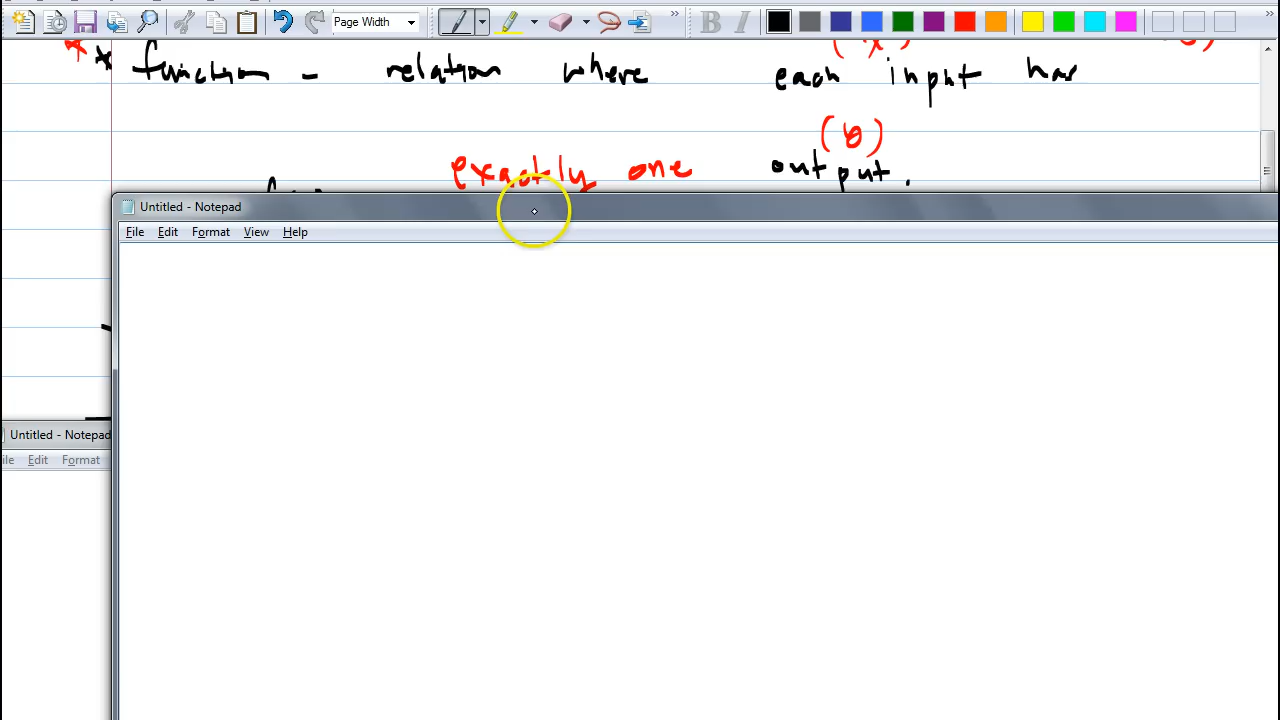 Page Width
B I
(x)
function - relation where each input has
(b)
exactly one output.
Untitled - Notepad
File Edit Format View Help
Untitled - Notepad
ile Edit Format